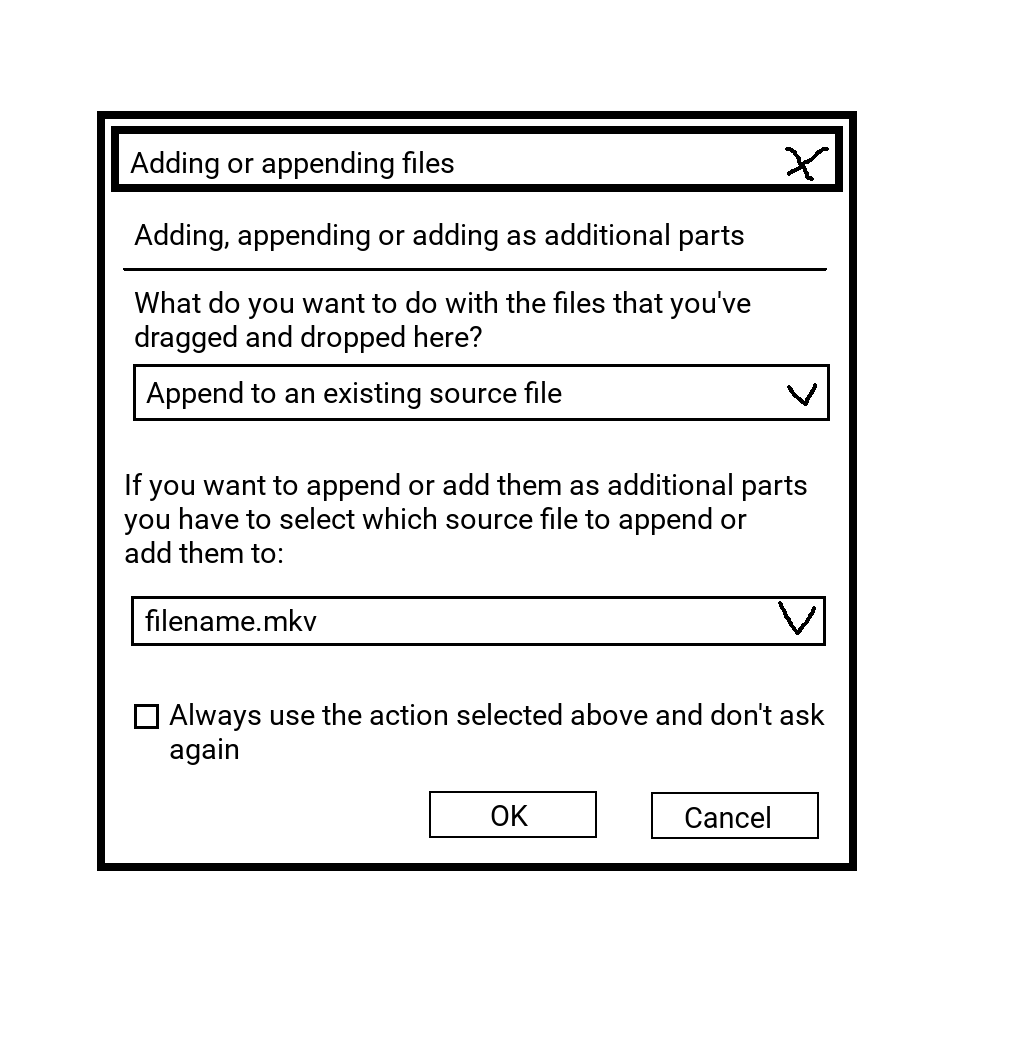 Adding or appending files
Adding, appending or adding as additional parts
What do you want to do with the files that you've
dragged and dropped here?
Append to an existing source file
If you want to append or add them as additional parts
you have to select which source file to append or
add them to:
filename.mkv
Always use the action selected above and don't ask
again
OK
Cancel